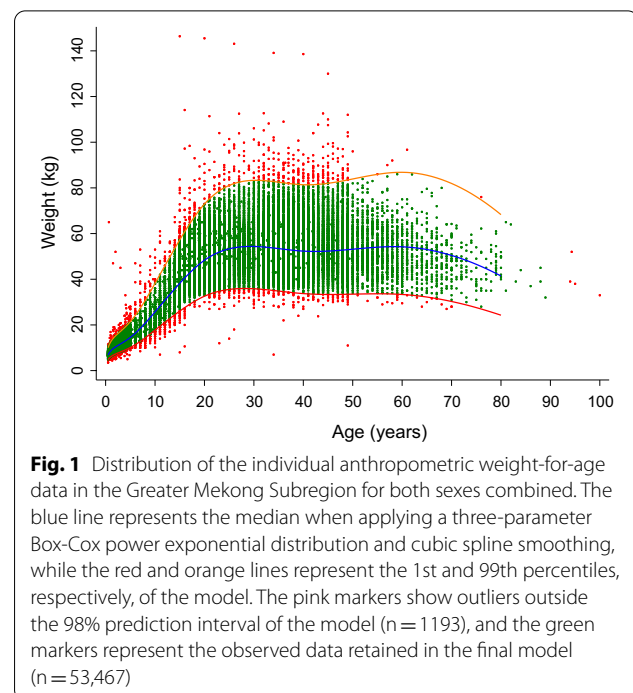 140
120
100
80
60
40
20
0
Weight (kg)
0 10 20 30 40 50 60 70 80 90 100
Age (years)
Fig. 1 Distribution of the individual anthropometric weight-for-age
data in the Greater Mekong Subregion for both sexes combined. The
blue line represents the median when applying a three-parameter
Box-Cox power exponential distribution and cubic spline smoothing,
while the red and orange lines represent the 1st and 99th percentiles,
respectively, of the model. The pink markers show outliers outside
the 98% prediction interval of the model (n = 1193), and the green
markers represent the observed data retained in the final model
(n = 53,467)